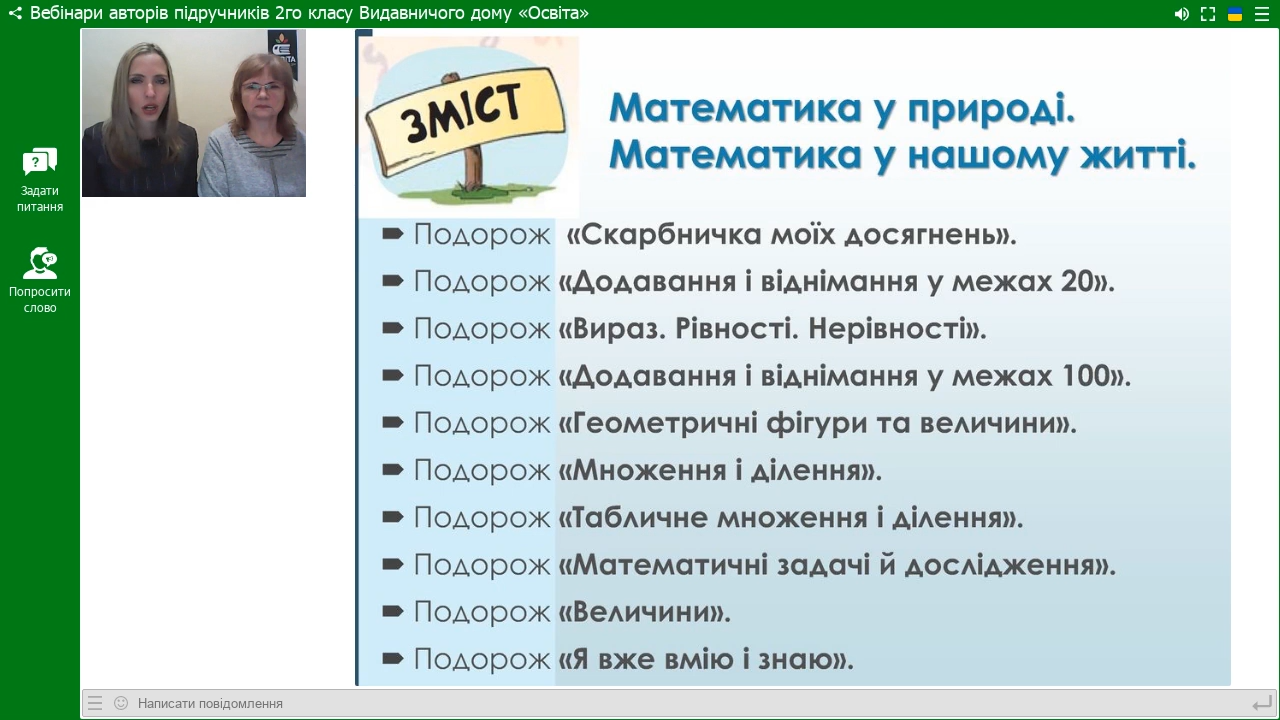 Вебінари авторів підручників 2го класу Видавничого дому «Освіта»
Задати
питання
Попросити
слово
ЗМІСТ
Математика у природі.
Математика у нашому житті.
Подорож «Скарбничка моїх досягнень».
Подорож «Додавання і віднімання у межах 20».
Подорож «Вираз. Рівності. Нерівності».
Подорож «Додавання і віднімання у межах 100».
Подорож «Геометричні фігури та величини».
Подорож «Множення і ділення».
Подорож «Табличне множення і ділення».
Подорож «Математичні задачі й дослідження».
Подорож «Величини».
Подорож «Я вже вмію і знаю».
Написати повідомлення